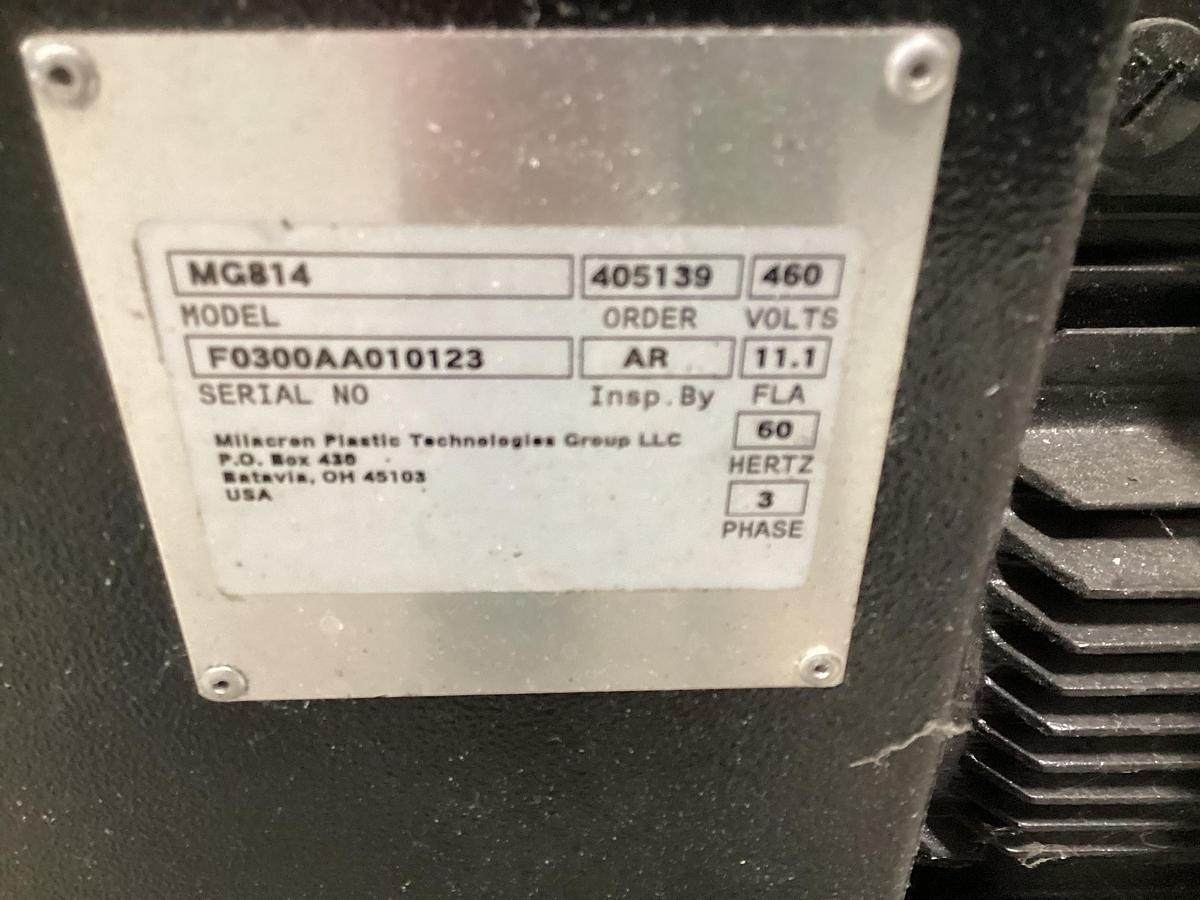 MG814 405139 460
MODEL ORDER VOLTS
F0300AA010123 AR 11.1
SERIAL NO Insp.By FLA
60
HERTZ
3
PHASE
Milacron Plastic Technologies Group LLC
P.O. Box 430
Batavia, OH 45103
USA